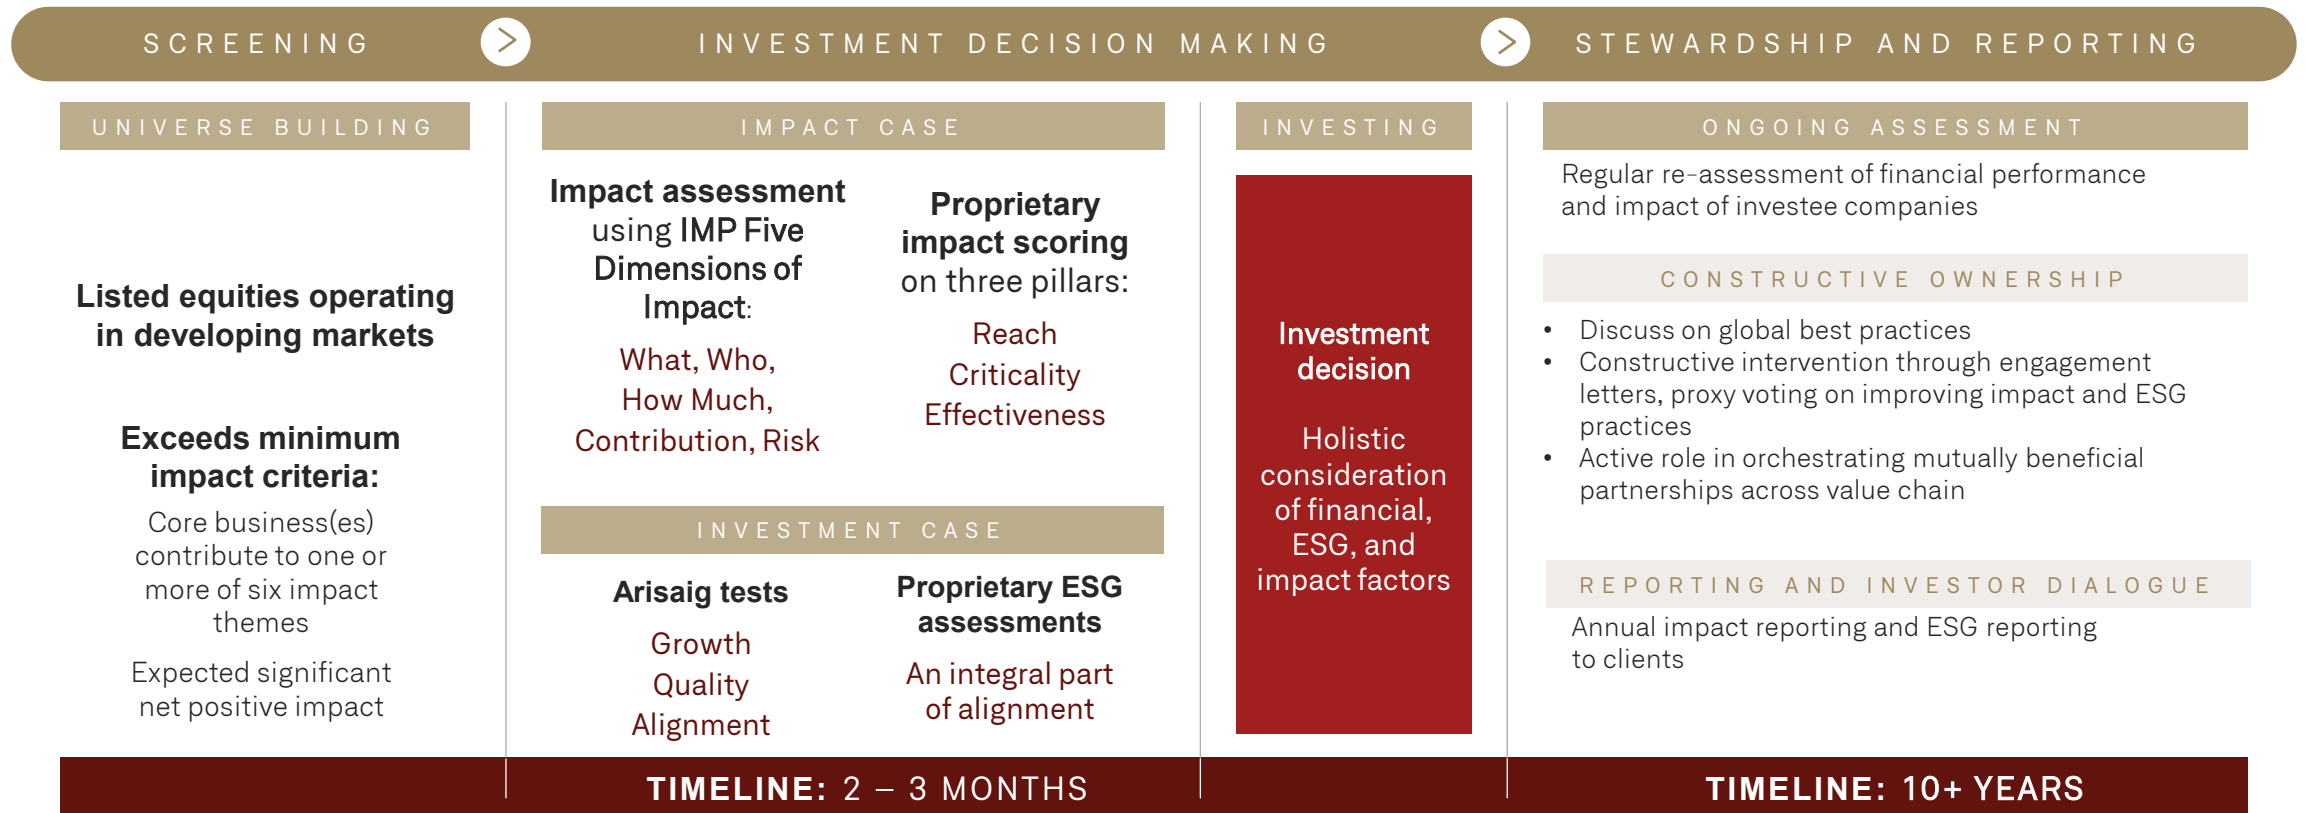 SCREENING
INVESTMENT DECISION MAKING
STEWARDSHIP AND REPORTING
UNIVERSE BUILDING
Listed equities operating
in developing markets
Exceeds minimum
impact criteria:
Core business(es)
contribute to one or
more of six impact
themes
Expected significant
net positive impact
IMPACT CASE
Impact assessment
using IMP Five
Dimensions of
Impact:
What, Who,
How Much,
Contribution, Risk
Proprietary
impact scoring
on three pillars:
Reach
Criticality
Effectiveness
INVESTMENT CASE
Arisaig tests
Growth
Quality
Alignment
Proprietary ESG
assessments
An integral part
of alignment
INVESTING
Investment
decision
Holistic
consideration
of financial,
ESG, and
impact factors
ONGOING ASSESSMENT
Regular re-assessment of financial performance
and impact of investee companies
CONSTRUCTIVE OWNERSHIP
• Discuss on global best practices
• Constructive intervention through engagement
letters, proxy voting on improving impact and ESG
practices
• Active role in orchestrating mutually beneficial
partnerships across value chain
REPORTING AND INVESTOR DIALOGUE
Annual impact reporting and ESG reporting
to clients
TIMELINE: 2 – 3 MONTHS
TIMELINE: 10+ YEARS